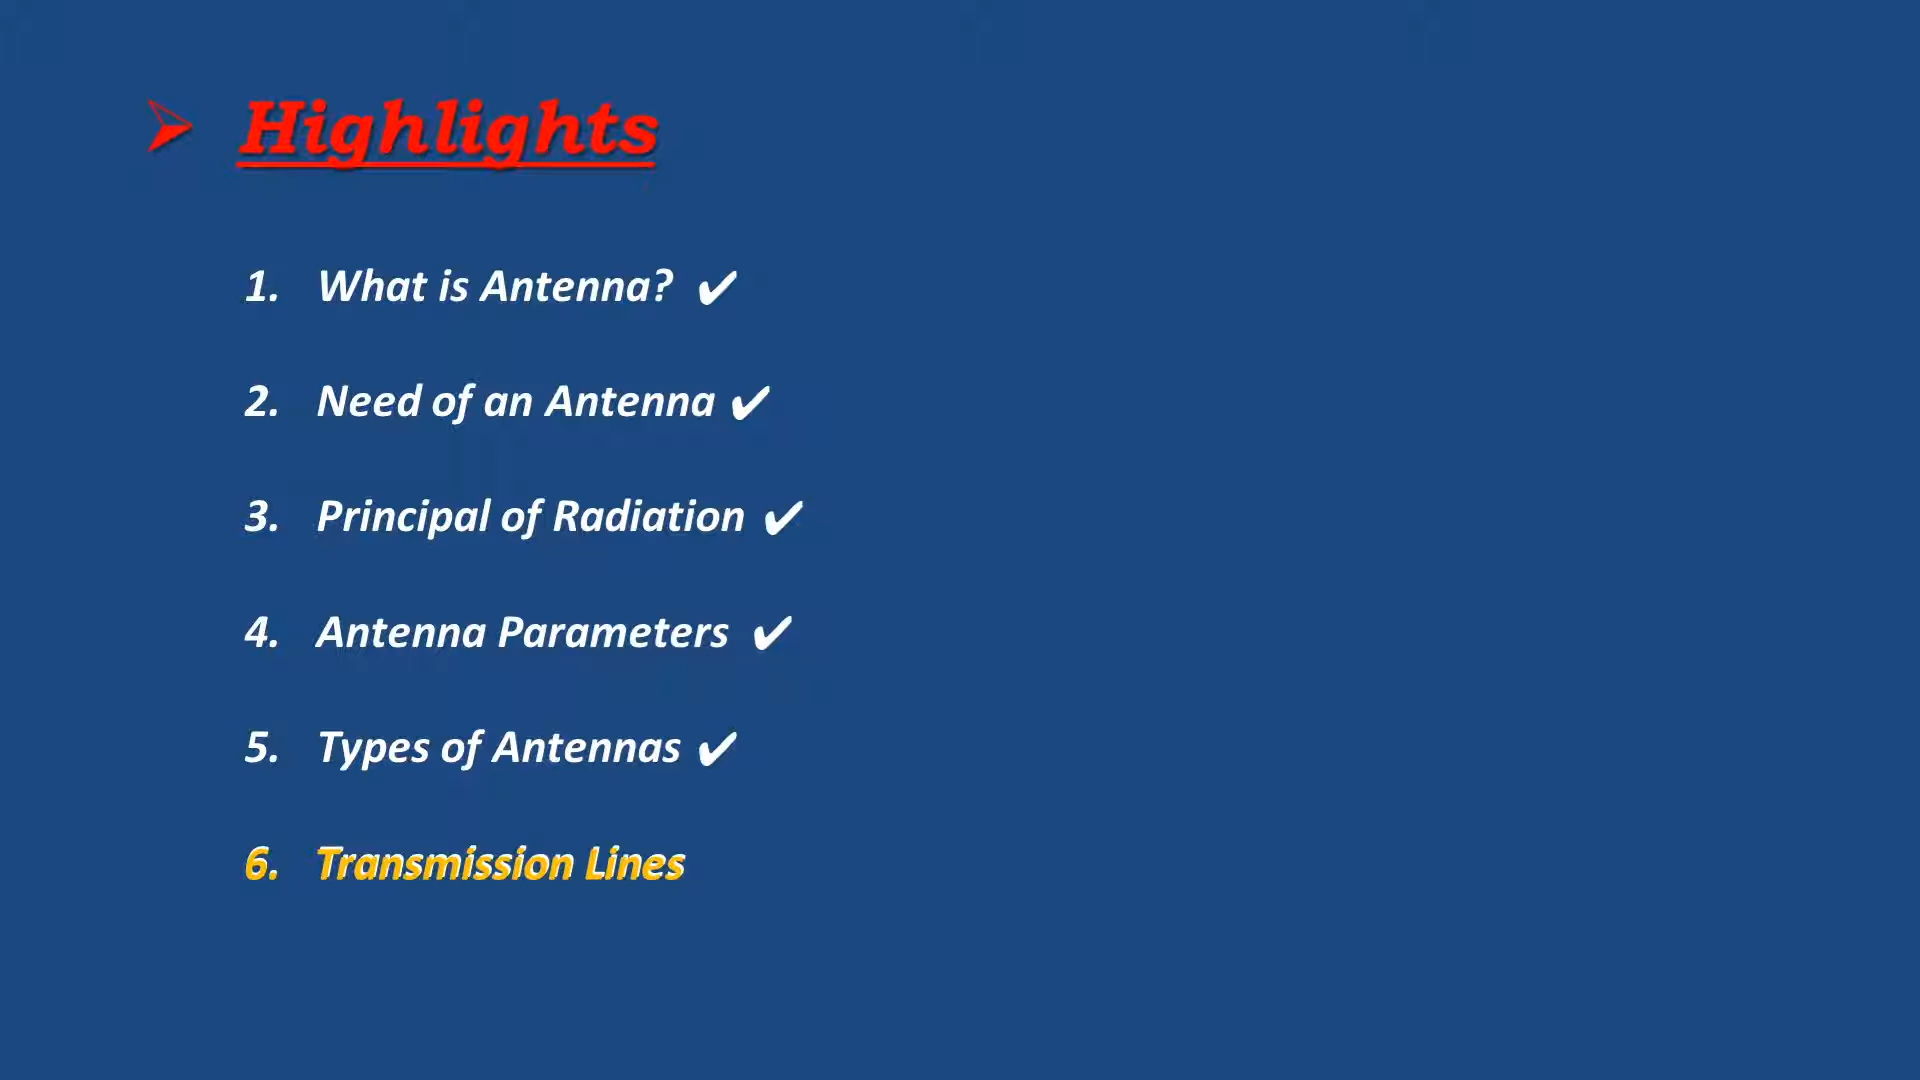 ➢ Highlights
1. What is Antenna? ✔
2. Need of an Antenna ✔
3. Principal of Radiation ✔
4. Antenna Parameters ✔
5. Types of Antennas ✔
6. Transmission Lines